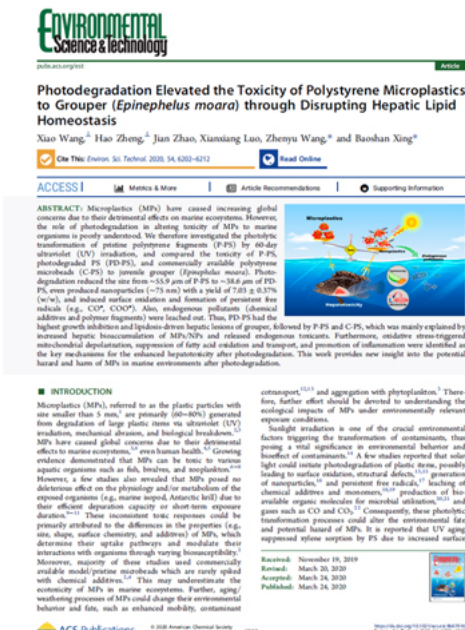 ENVIRONMENTAL
Science & Technology
pubs.acs.org/est
Article
Photodegradation Elevated the Toxicity of Polystyrene Microplastics
to Grouper (Epinephelus moara) through Disrupting Hepatic Lipid
Homeostasis
Xiao Wang, Hao Zheng, Jian Zhao, Xianxiang Luo, Zhenyu Wang,* and Baoshan Xing*
Cite This: Environ. Sci. Technol. 2020, 54, 6202–6212
Read Online
ACCESS
Metrics & More
Article Recommendations
Supporting Information
ABSTRACT: Microplastics (MPs) have caused increasing global
concerns due to their detrimental effects on marine ecosystems. However,
the role of photodegradation in altering toxicity of MPs to marine
organisms is poorly understood. We therefore investigated the photolytic
transformation of pristine polystyrene fragments (P-PS) by 60-day
ultraviolet (UV) irradiation, and compared the toxicity of P-PS,
photodegraded PS (PD-PS), and commercially available polystyrene
microbeads (C-PS) to juvenile grouper (Epinephelus moara). Photo-
degradation reduced the size from ~55.9 μm of P-PS to ~38.6 μm of PD-
PS, even produced nanoparticles (~75 nm) with a yield of 7.03 ± 0.37%
(w/w), and induced surface oxidation and formation of persistent free
radicals (e.g., CO•, COO•). Also, endogenous pollutants (chemical
additives and polymer fragments) were leached out. Thus, PD-PS had the
highest growth inhibition and lipidosis-driven hepatic lesions of grouper, followed by P-PS and C-PS, which was mainly explained by
increased hepatic bioaccumulation of MPs/NPs and released endogenous toxicants. Furthermore, oxidative stress-triggered
mitochondrial depolarization, suppression of fatty acid oxidation and transport, and promotion of inflammation were identified as
the key mechanisms for the enhanced hepatotoxicity after photodegradation. This work provides new insight into the potential
hazard and harm of MPs in marine environments after photodegradation.
Microplastics
Hepatotoxicity
INTRODUCTION
Microplastics (MPs), referred to as the plastic particles with
size smaller than 5 mm, are primarily (60–80%) generated
from degradation of large plastic items via ultraviolet (UV)
irradiation, mechanical abrasion, and biological breakdown.
MPs have caused global concerns due to their detrimental
effects to marine ecosystems, even human health. Growing
evidence demonstrated that MPs can be toxic to various
aquatic organisms such as fish, bivalves, and zooplankton.
However, a few studies also revealed that MPs posed no
deleterious effect on the physiology and/or metabolism of the
exposed organisms (e.g., marine isopod, Antarctic krill) due to
their efficient depuration capacity or short-term exposure
duration. These inconsistent toxic responses could be
primarily attributed to the differences in the properties (e.g.,
size, shape, surface chemistry, and additives) of MPs, which
determine their uptake pathways and modulate their
interactions with organisms through varying biosusceptibility.
Moreover, majority of these studies used commercially
available model/pristine microbeads which are rarely spiked
with chemical additives. This may underestimate the
ecotoxicity of MPs in marine ecosystems. Further, aging/
weathering processes of MPs could change their environmental
behavior and fate, such as enhanced mobility, contaminant
cotransport, and aggregation with phytoplankton. There-
fore, further effort should be devoted to understanding the
ecological impacts of MPs under environmentally relevant
exposure conditions.
Sunlight irradiation is one of the crucial environmental
factors triggering the transformation of contaminants, thus
posing a vital significance in environmental behavior and
bioeffect of contaminants. A few studies reported that solar
light could initiate photodegradation of plastic items, possibly
leading to surface oxidation, structural defects, generation
of nanoparticles, and persistent free radicals, leaching of
chemical additives and monomers, production of bio-
available organic molecules for microbial utilization, and
gases such as CO and CO2. Consequently, these photolytic
transformation processes could alter the environmental fate
and potential hazard of MPs. It is reported that UV aging
suppressed xylene sorption by PS due to increased surface
Received: November 19, 2019
Revised: March 20, 2020
Accepted: March 24, 2020
Published: March 24, 2020
ACS Publications
© 2020 American Chemical Society